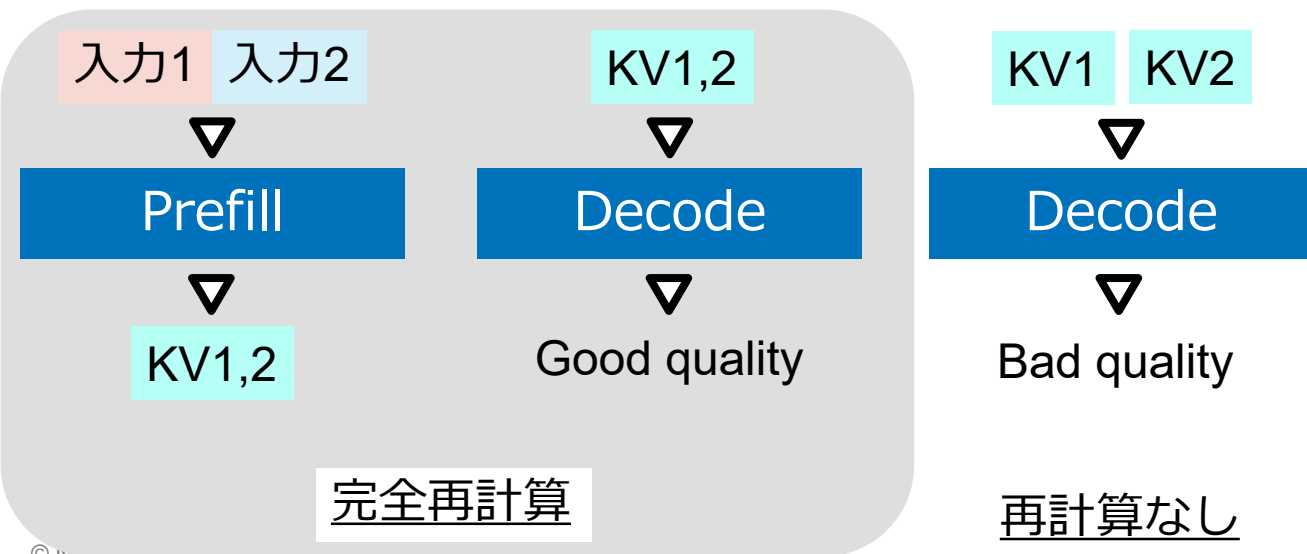 入力1 入力2
Prefill
KV1,2
KV1,2
Decode
Good quality
完全再計算
KV1 KV2
Decode
Bad quality
再計算なし
©